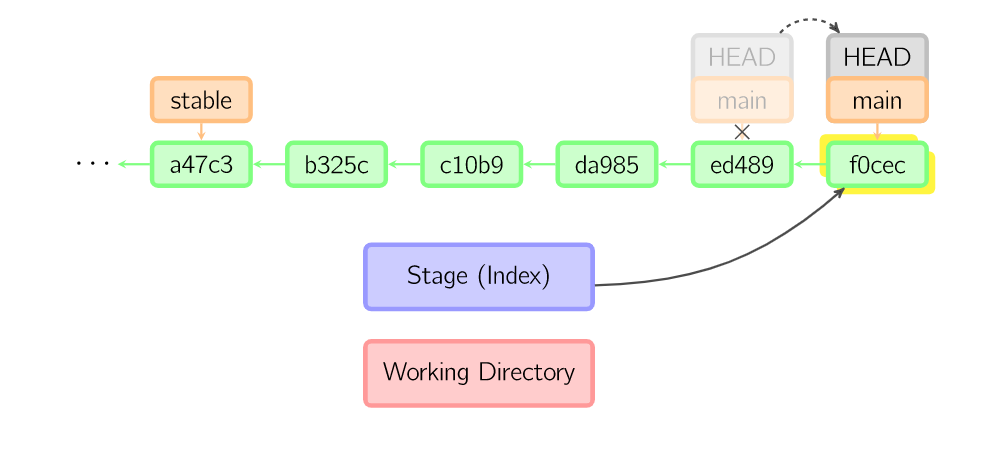 HEAD
HEAD
stable
main
main
... a47c3 b325c c10b9 da985 ed489 f0cec
Stage (Index)
Working Directory